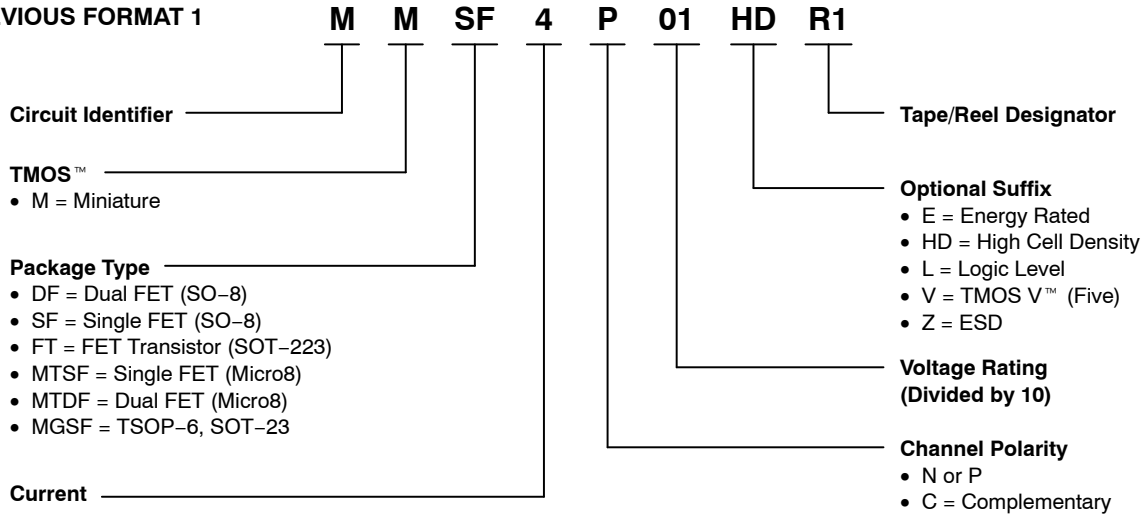 EVIOUS FORMAT 1
M M SF 4 P 01 HD R1
Circuit Identifier
TMOS™
• M = Miniature
Package Type
• DF = Dual FET (SO−8)
• SF = Single FET (SO−8)
• FT = FET Transistor (SOT−223)
• MTSF = Single FET (Micro8)
• MTDF = Dual FET (Micro8)
• MGSF = TSOP−6, SOT−23
Current
Tape/Reel Designator
Optional Suffix
• E = Energy Rated
• HD = High Cell Density
• L = Logic Level
• V = TMOS V™ (Five)
• Z = ESD
Voltage Rating
(Divided by 10)
Channel Polarity
• N or P
• C = Complementary